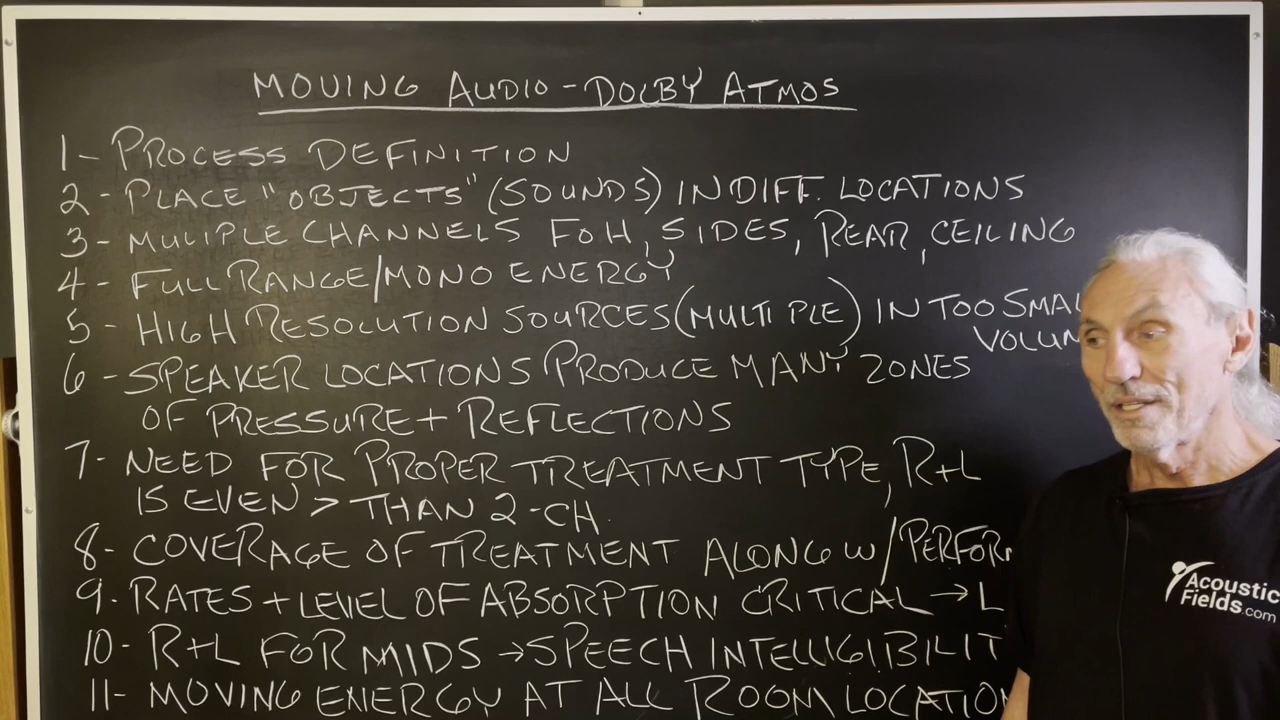 MOVING AUDIO - DOLBY ATMOS
1 - PROCESS DEFINITION
2 - PLACE "OBJECTS" (SOUNDS) IN DIFF. LOCATIONS
3 - MULIPLE CHANNELS FOH, SIDES, REAR, CEILING
4 - FULL RANGE/MONO ENERGY
5 - HIGH RESOLUTION SOURCES (MULTIPLE) IN TOO SMAL
VOLUM
6 - SPEAKER LOCATIONS PRODUCE MANY ZONES
OF PRESSURE + REFLECTIONS
7 - NEED FOR PROPER TREATMENT TYPE, R+L
IS EVEN > THAN 2-CH.
8 - COVERAGE OF TREATMENT ALONG W/PERFOR
9 - RATES + LEVEL OF ABSORPTION CRITICAL → L
10 - R+L FOR MIDS → SPEECH INTELLIGIBILIT
11 - MOVING ENERGY AT ALL ROOM LOCATION
Acoustic
Fields.com